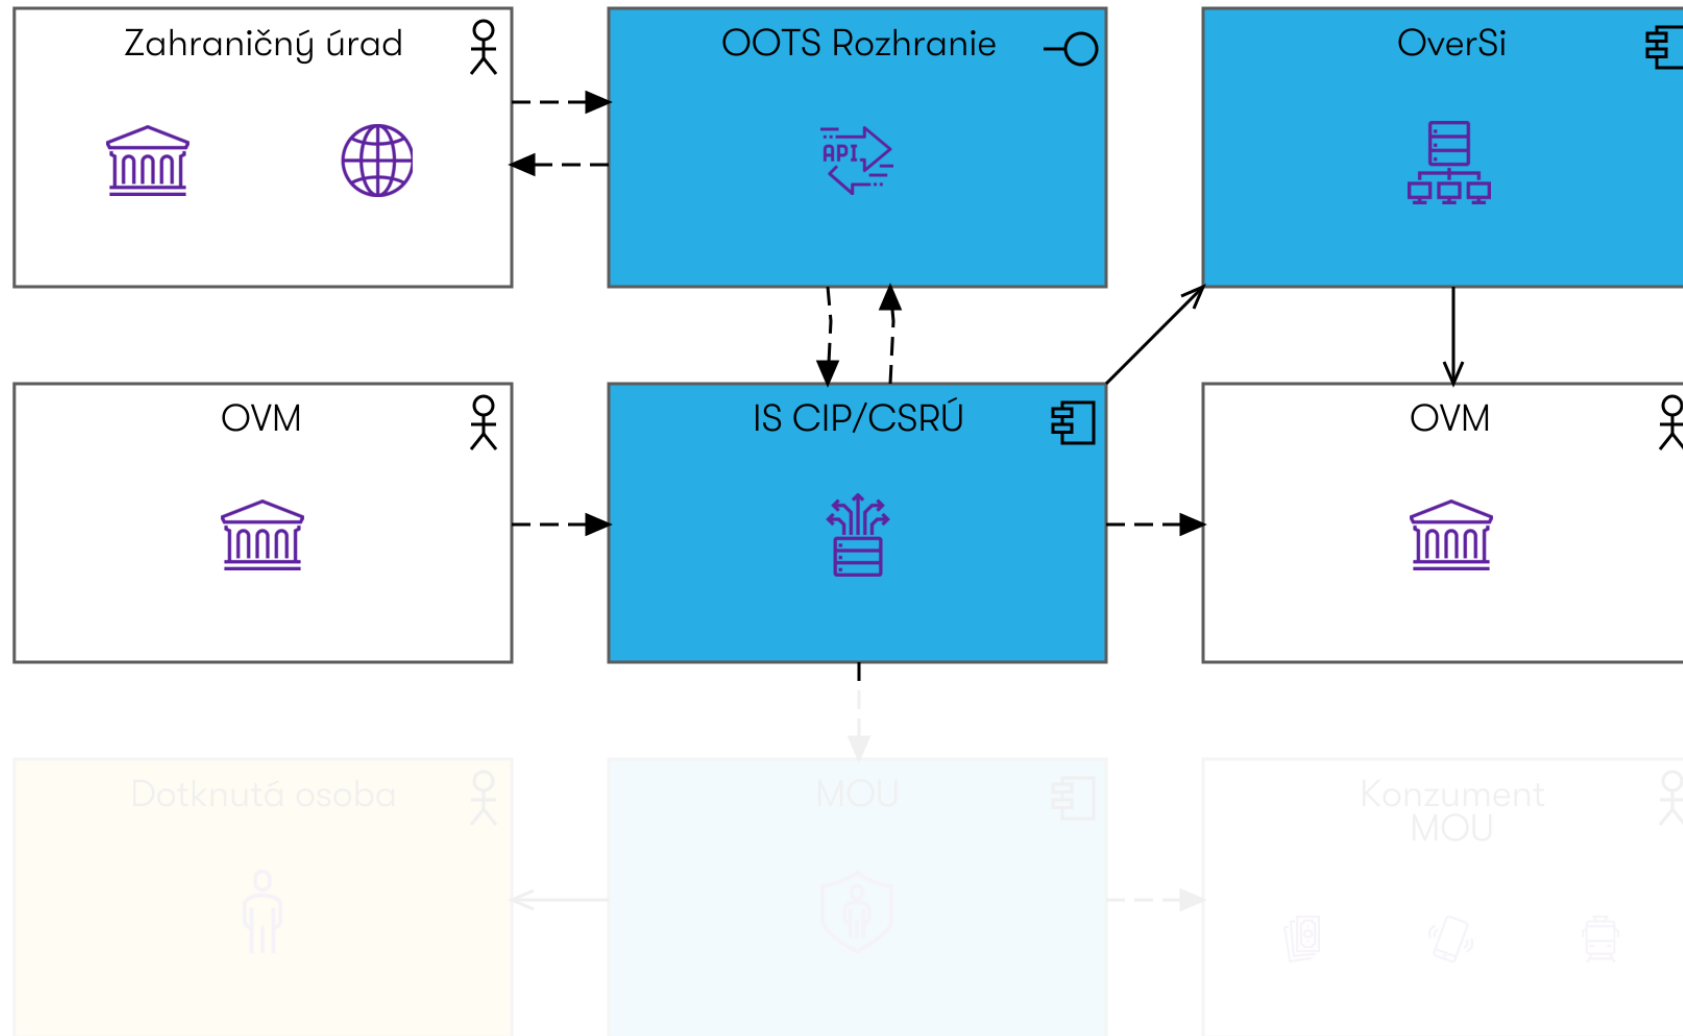 Zahraničný úrad
OOTS Rozhranie
OverSi
API
OVM
IS CIP/CSRÚ
OVM
Dotknutá osoba
MOU
Konzument
MOU